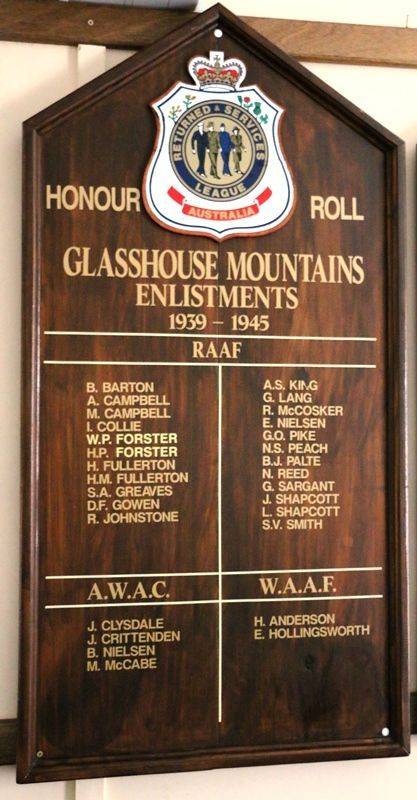 RETURNED & SERVICES
LEAGUE
AUSTRALIA
HONOUR ROLL
GLASSHOUSE MOUNTAINS
ENLISTMENTS
1939 - 1945
RAAF
B. BARTON
A. CAMPBELL
M. CAMPBELL
I. COLLIE
W.P. FORSTER
H.P. FORSTER
H. FULLERTON
H.M. FULLERTON
S.A. GREAVES
D.F. GOWEN
R. JOHNSTONE
A.S. KING
G. LANG
R. McCOSKER
E. NIELSEN
G.O. PIKE
N.S. PEACH
B.J. PALTE
N. REED
G. SARGANT
J. SHAPCOTT
L. SHAPCOTT
S.V. SMITH
A.W.A.C.
J. CLYSDALE
J. CRITTENDEN
B. NIELSEN
M. McCABE
W.A.A.F.
H. ANDERSON
E. HOLLINGSWORTH